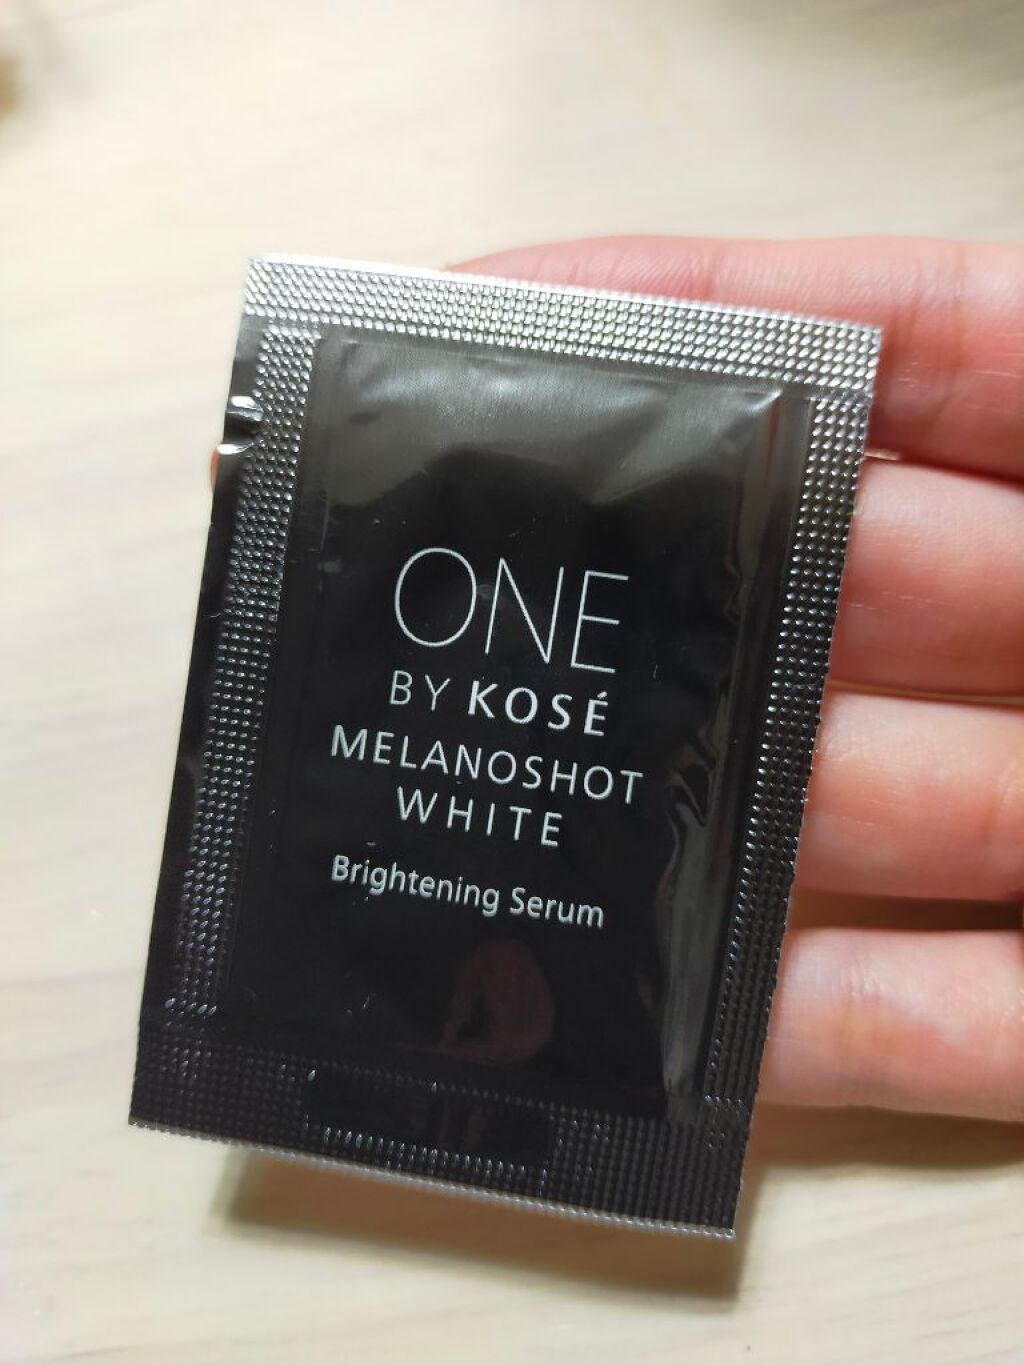 ONE
BY KOSÉ
MELANOSHOT
WHITE
Brightening Serum